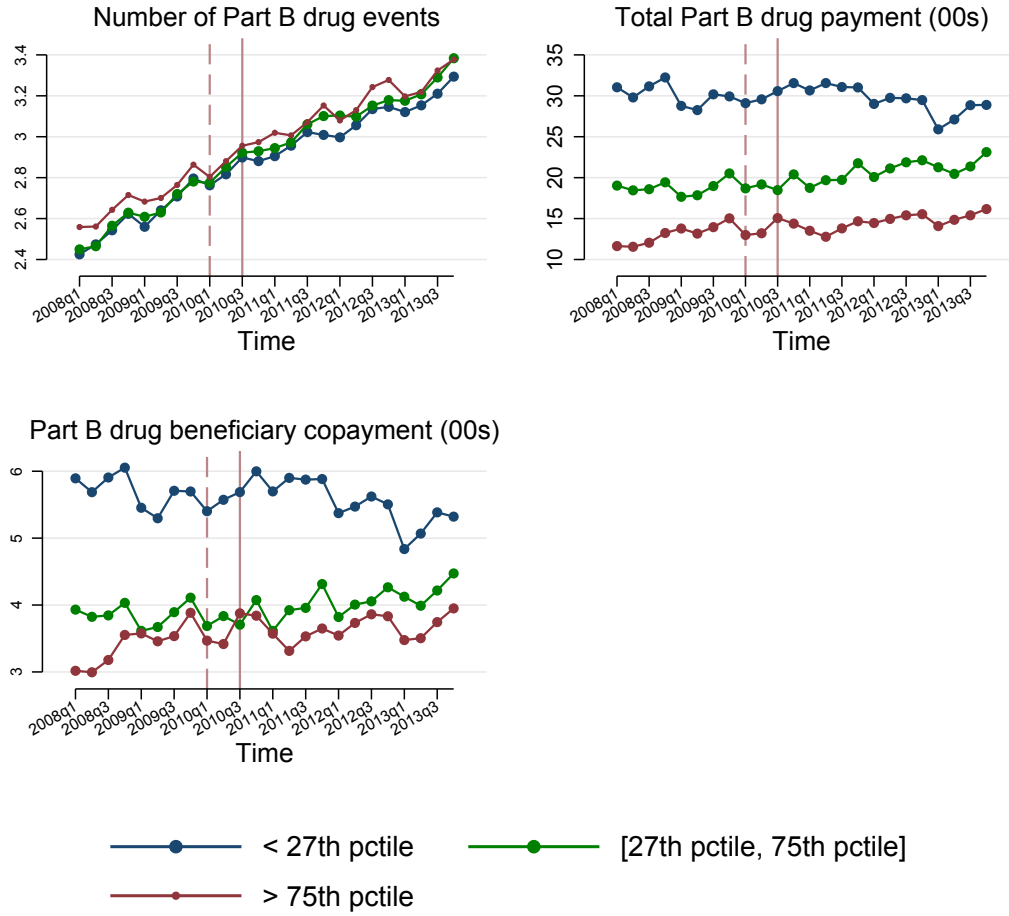 Number of Part B drug events
3.4
3.2
3
2.8
2.6
2.4
2008q1
2008q3
2009q1
2009q3
2010q1
2010q3
2011q1
2011q3
2012q1
2012q3
2013q1
2013q3
Time
Total Part B drug payment (00s)
35
30
25
20
15
10
2008q1
2008q3
2009q1
2009q3
2010q1
2010q3
2011q1
2011q3
2012q1
2012q3
2013q1
2013q3
Time
Part B drug beneficiary copayment (00s)
6
5
4
3
2008q1
2008q3
2009q1
2009q3
2010q1
2010q3
2011q1
2011q3
2012q1
2012q3
2013q1
2013q3
Time
< 27th pctile
[27th pctile, 75th pctile]
> 75th pctile